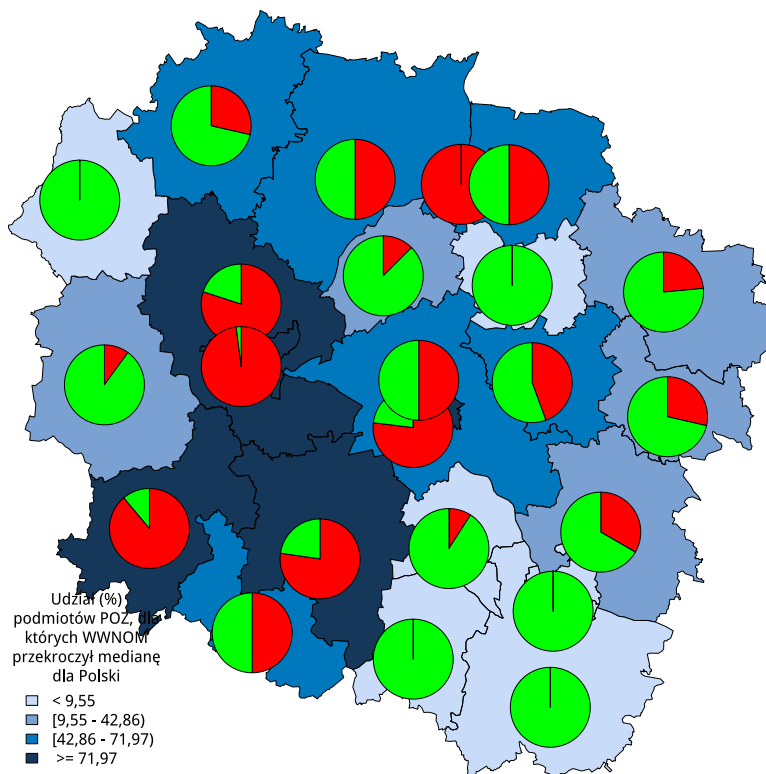 Udział (%)
podmiotów POZ, dla
których WWNOM
przekroczył medianę
dla Polski
< 9,55
[9,55 - 42,86)
[42,86 - 71,97)
>= 71,97